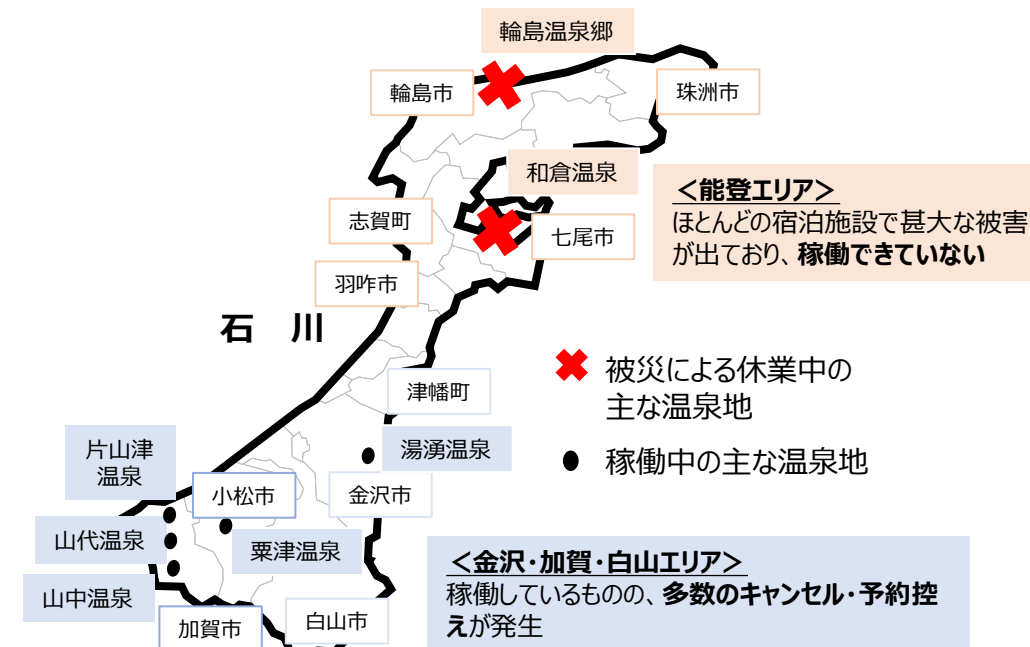 輪島温泉郷
輪島市
珠洲市
和倉温泉
<能登エリア>
ほとんどの宿泊施設で甚大な被害
が出ており、稼働できていない
志賀町
七尾市
羽咋市
石 川
被災による休業中の
主な温泉地
津幡町
湯湧温泉
稼働中の主な温泉地
片山津
温泉
小松市
金沢市
山代温泉
粟津温泉
<金沢・加賀・白山エリア>
稼働しているものの、多数のキャンセル・予約控
えが発生
山中温泉
加賀市
白山市